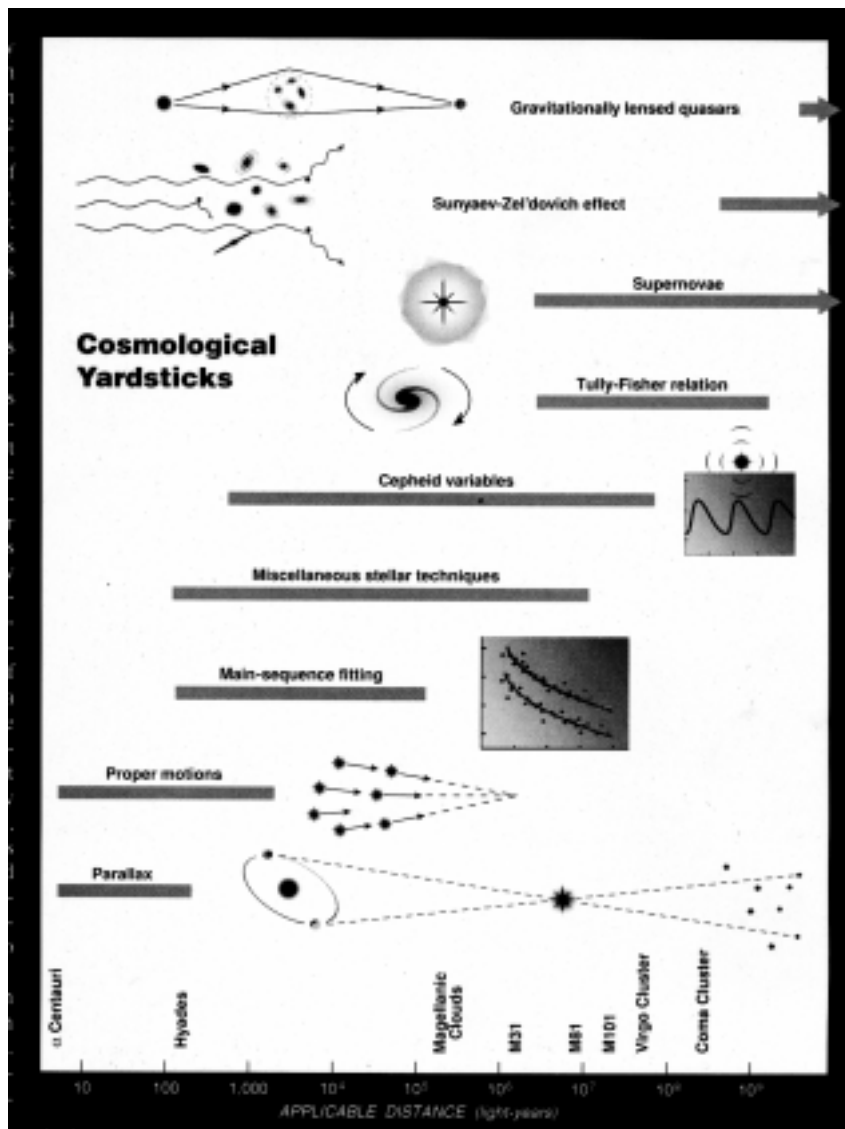 Gravitationally lensed quasars
Sunyaev-Zel'dovich effect
Supernovae
Cosmological
Yardsticks
Tully-Fisher relation
Cepheid variables
Miscellaneous stellar techniques
Main-sequence fitting
Proper motions
Parallax
α Centauri
Hyades
Magellanic
Clouds
M31
M81
M101
Virgo Cluster
Coma Cluster
10 100 1,000 10⁴ 10⁵ 10⁶ 10⁷ 10⁸ 10⁹
APPLICABLE DISTANCE (light-years)